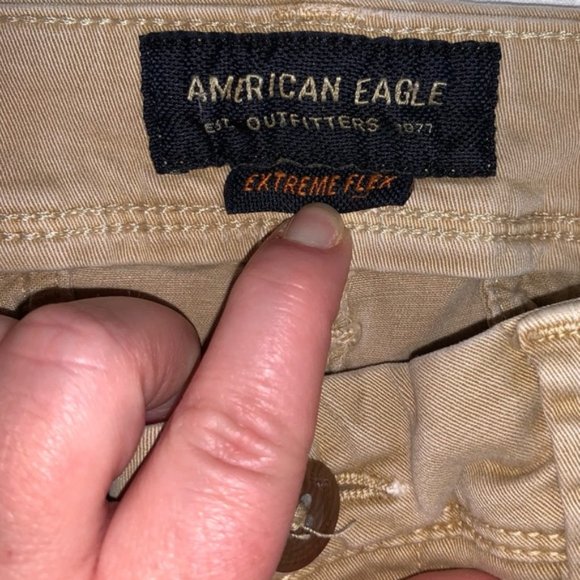 AMERICAN EAGLE
EST. OUTFITTERS 1977
EXTREME FLEX